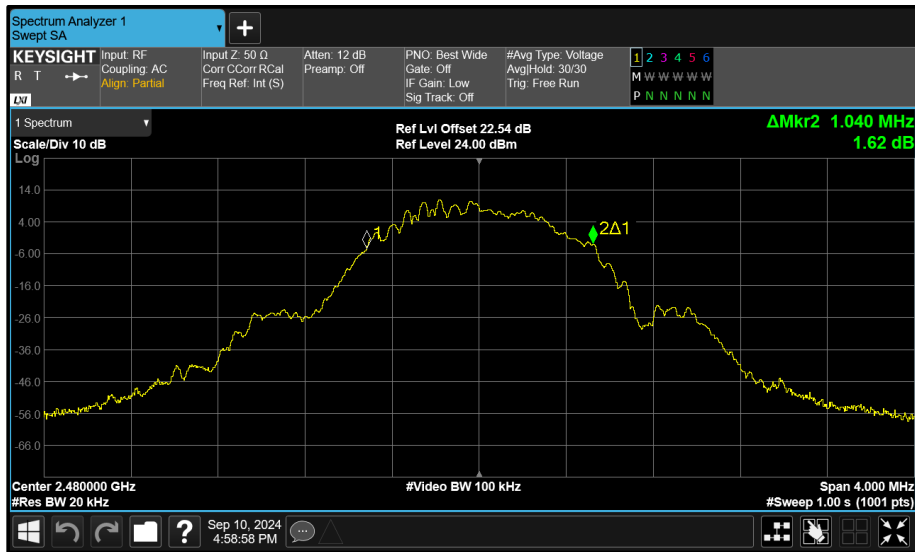 Spectrum Analyzer 1
Swept SA
+
KEYSIGHT
R T
LXI
Input: RF
Coupling: AC
Align: Partial
Input Z: 50 Ω
Corr CCorr RCal
Freq Ref: Int (S)
Atten: 12 dB
Preamp: Off
PNO: Best Wide
Gate: Off
IF Gain: Low
Sig Track: Off
#Avg Type: Voltage
Avg|Hold: 30/30
Trig: Free Run
1 2 3 4 5 6
M W W W W W
P N N N N N
1 Spectrum
Scale/Div 10 dB
Ref Lvl Offset 22.54 dB
Ref Level 24.00 dBm
ΔMkr2 1.040 MHz
1.62 dB
Log
14.0
4.00
-6.00
-16.0
-26.0
-36.0
-46.0
-56.0
-66.0
1
2Δ1
Center 2.480000 GHz
#Video BW 100 kHz
Span 4.000 MHz
#Res BW 20 kHz
#Sweep 1.00 s (1001 pts)
?
Sep 10, 2024
4:58:58 PM